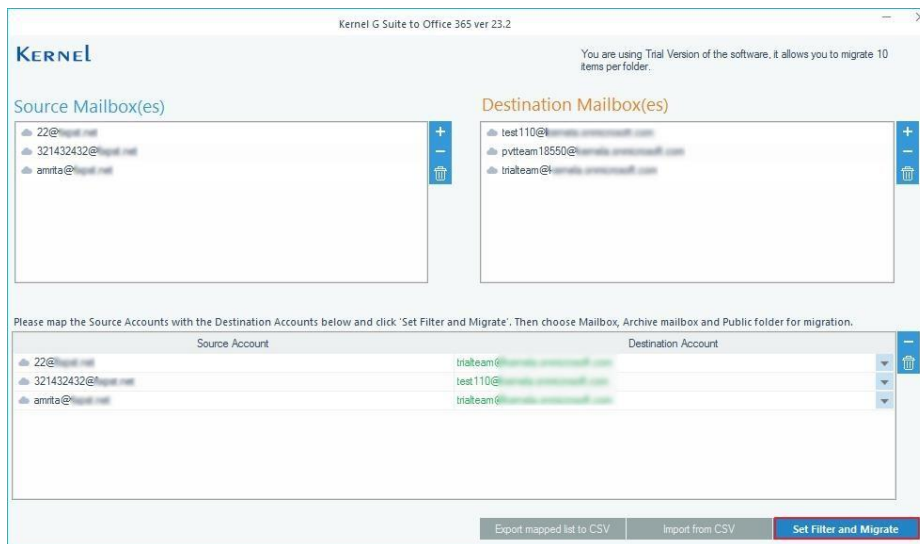 Kernel G Suite to Office 365 ver 23.2
KERNEL
You are using Trial Version of the software, it allows you to migrate 10
items per folder.
Source Mailbox(es)
Destination Mailbox(es)
22@
321432432@
amrita@
test110@
pvtteam18550@
trialteam@
Please map the Source Accounts with the Destination Accounts below and click 'Set Filter and Migrate'. Then choose Mailbox, Archive mailbox and Public folder for migration.
Source Account Destination Account
22@ trialteam@
321432432@ test110@
amrita@ trialteam@
Export mapped list to CSV Import from CSV Set Filter and Migrate